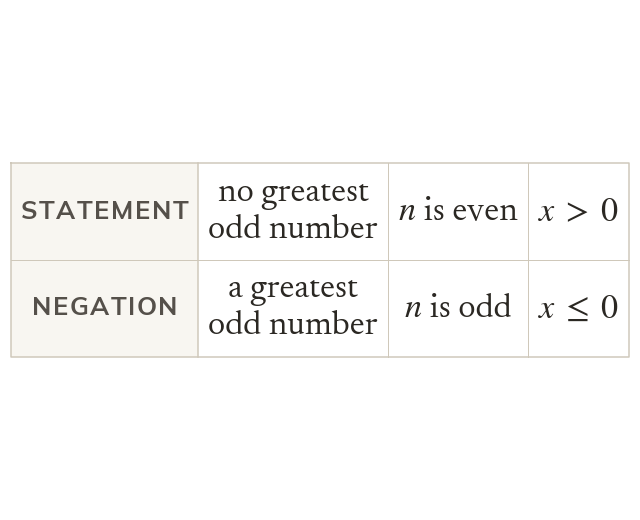 STATEMENT
no greatest
odd number
n is even
x > 0
NEGATION
a greatest
odd number
n is odd
x ≤ 0